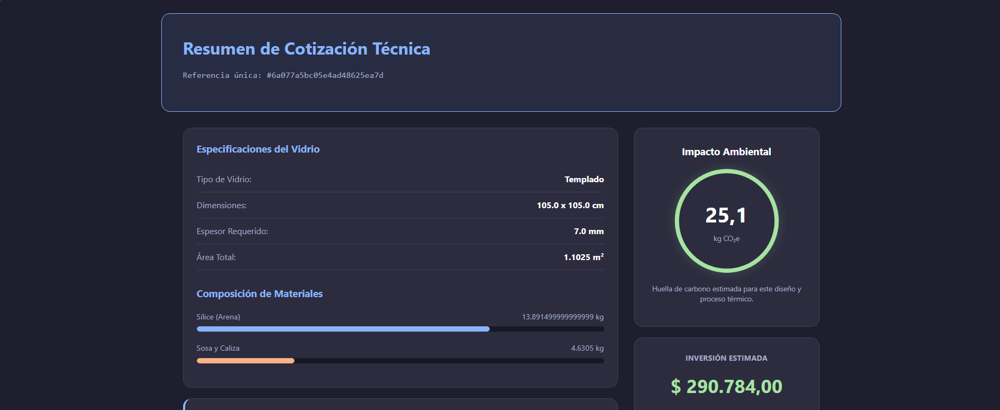 Resumen de Cotización Técnica
Referencia única: #6a077a5bc05e4ad48625ea7d
Especificaciones del Vidrio
Tipo de Vidrio: Templado
Dimensiones: 105.0 x 105.0 cm
Espesor Requerido: 7.0 mm
Área Total: 1.1025 m²
Composición de Materiales
Sílice (Arena) 13.891499999999999 kg
Sosa y Caliza 4.6305 kg
Impacto Ambiental
25,1
kg CO₂e
Huella de carbono estimada para este diseño y
proceso térmico.
INVERSIÓN ESTIMADA
$ 290.784,00